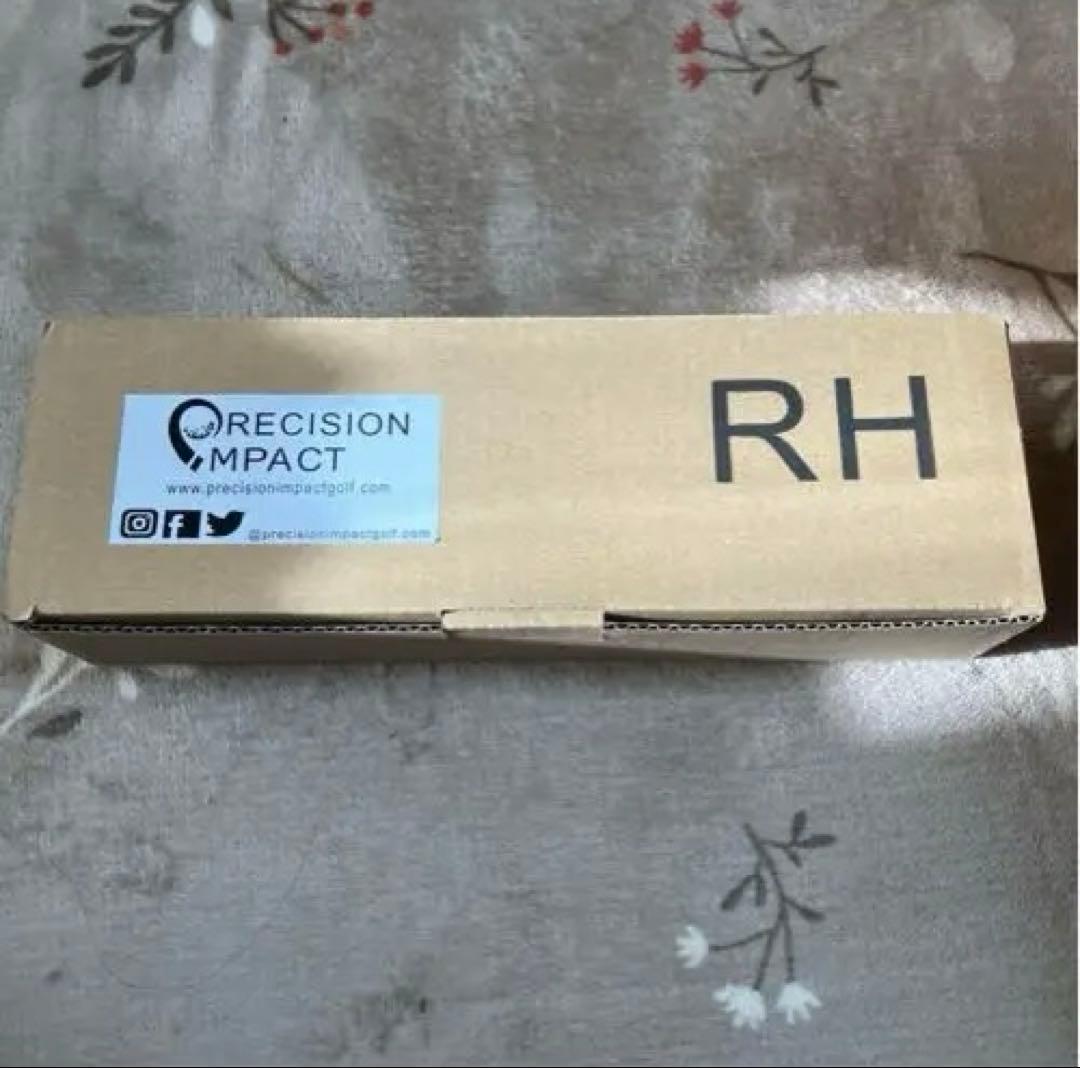 PRECISION
IMPACT
www.precisionimpactgolf.com
@precisionimpactgolf.com
RH